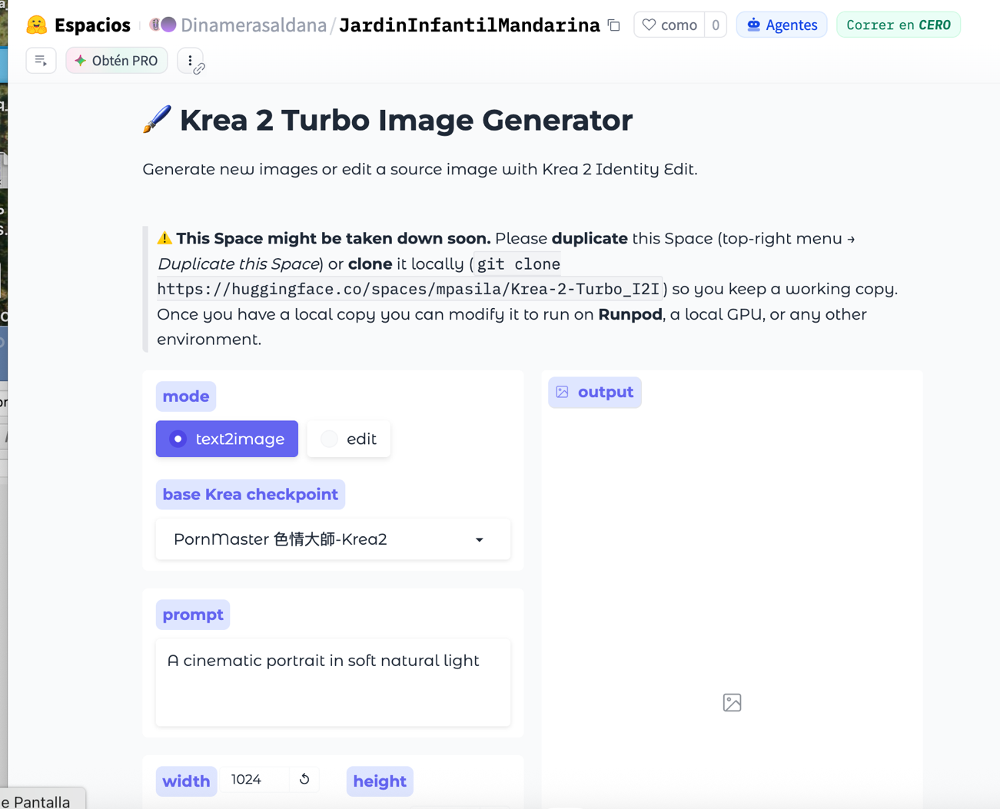 Espacios
Dinamerasaldana/JardinInfantilMandarina
como 0
Agentes
Correr en CERO
Obtén PRO
🖌️ Krea 2 Turbo Image Generator
Generate new images or edit a source image with Krea 2 Identity Edit.
⚠️ This Space might be taken down soon. Please duplicate this Space (top-right menu →
Duplicate this Space) or clone it locally (git clone
https://huggingface.co/spaces/mpasila/Krea-2-Turbo_I2I) so you keep a working copy.
Once you have a local copy you can modify it to run on Runpod, a local GPU, or any other
environment.
mode
text2image
edit
base Krea checkpoint
PornMaster 色情大師-Krea2
prompt
A cinematic portrait in soft natural light
width 1024
height
output
e Pantalla